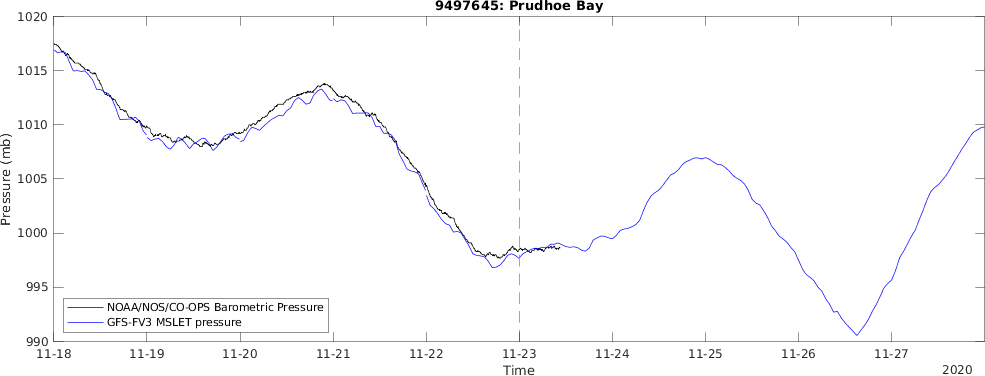 9497645: Prudhoe Bay
1020
1015
1010
1005
1000
995
990
Pressure (mb)
NOAA/NOS/CO-OPS Barometric Pressure
GFS-FV3 MSLET pressure
11-18 11-19 11-20 11-21 11-22 11-23 11-24 11-25 11-26 11-27
Time
2020